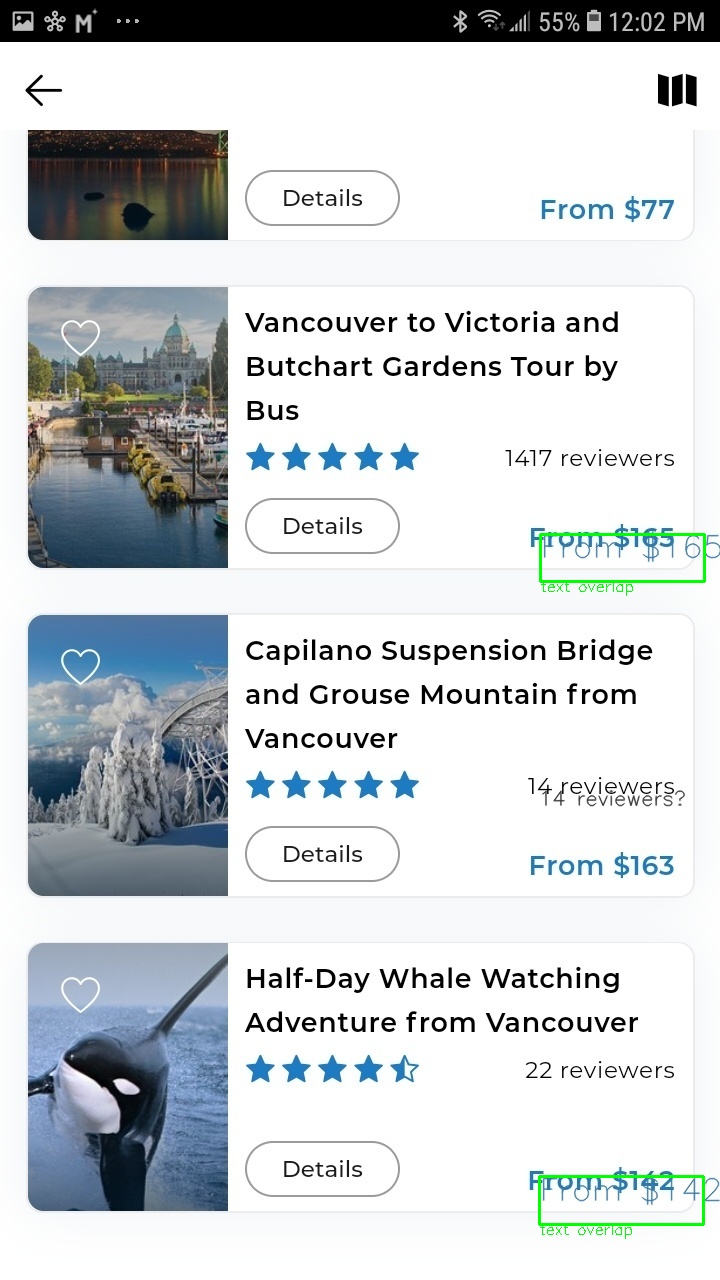 55% 12:02 PM
Details
From $77
Vancouver to Victoria and
Butchart Gardens Tour by
Bus
1417 reviewers
Details
From $165
From $165
text overlap
Capilano Suspension Bridge
and Grouse Mountain from
Vancouver
14 reviewers
14 reviewers?
Details
From $163
Half-Day Whale Watching
Adventure from Vancouver
22 reviewers
Details
From $142
From $142
text overlap